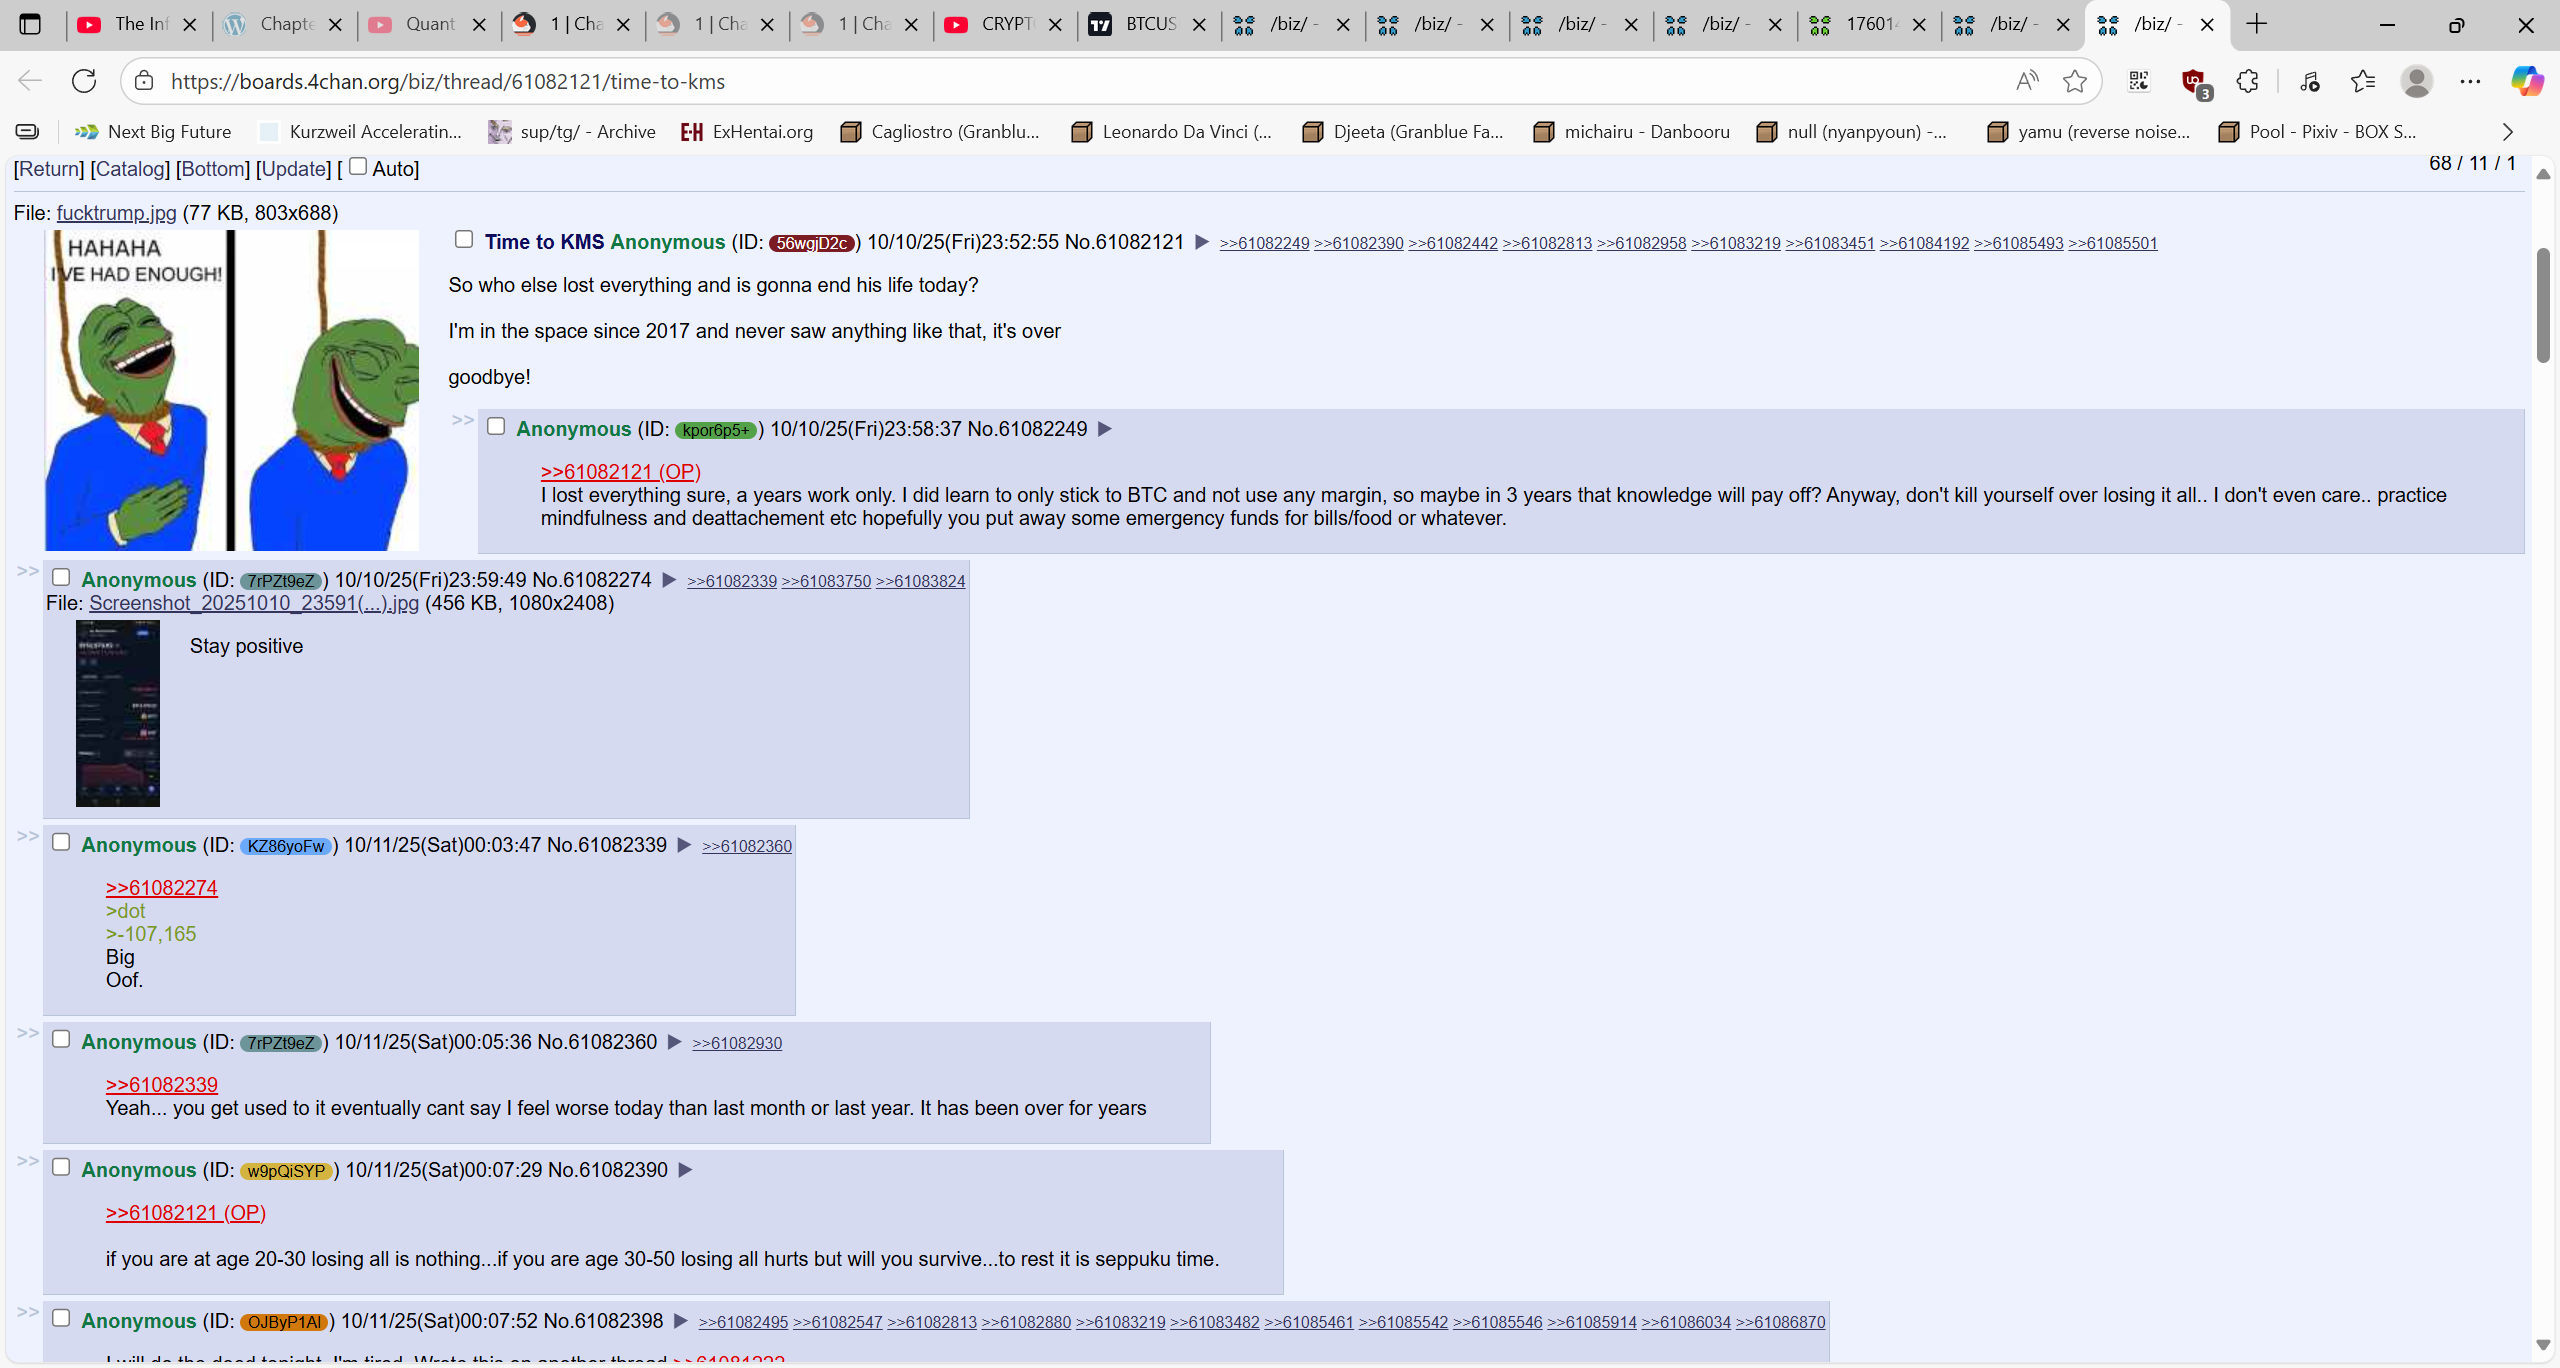 The Inf
Chapte
Quant
1 | Cha
1 | Cha
1 | Cha
CRYPT
BTCUS
/biz/ -
/biz/ -
/biz/ -
/biz/ -
17601
/biz/ -
/biz/ -
https://boards.4chan.org/biz/thread/61082121/time-to-kms
3
Next Big Future
Kurzweil Acceleratin...
sup/tg/ - Archive
E-H ExHentai.org
Cagliostro (Granblu...
Leonardo Da Vinci (...
Djeeta (Granblue Fa...
michairu - Danbooru
null (nyanpyoun) -...
yamu (reverse noise...
Pool - Pixiv - BOX S...
[Return] [Catalog] [Bottom] [Update] [ Auto]
68 / 11 / 1
File: fucktrump.jpg (77 KB, 803x688)
HAHAHA
I'VE HAD ENOUGH!
Time to KMS Anonymous (ID: 56wgjD2c) 10/10/25(Fri)23:52:55 No.61082121 ▶ >>61082249 >>61082390 >>61082442 >>61082813 >>61082958 >>61083219 >>61083451 >>61084192 >>61085493 >>61085501
So who else lost everything and is gonna end his life today?
I'm in the space since 2017 and never saw anything like that, it's over
goodbye!
>> Anonymous (ID: kpor6p5+) 10/10/25(Fri)23:58:37 No.61082249 ▶
>>61082121 (OP)
I lost everything sure, a years work only. I did learn to only stick to BTC and not use any margin, so maybe in 3 years that knowledge will pay off? Anyway, don't kill yourself over losing it all.. I don't even care.. practice
mindfulness and deattachement etc hopefully you put away some emergency funds for bills/food or whatever.
>> Anonymous (ID: 7rPZt9eZ) 10/10/25(Fri)23:59:49 No.61082274 ▶ >>61082339 >>61083750 >>61083824
File: Screenshot_20251010_23591(...).jpg (456 KB, 1080x2408)
Stay positive
>> Anonymous (ID: KZ86yoFw) 10/11/25(Sat)00:03:47 No.61082339 ▶ >>61082360
>>61082274
>dot
>-107,165
Big
Oof.
>> Anonymous (ID: 7rPZt9eZ) 10/11/25(Sat)00:05:36 No.61082360 ▶ >>61082930
>>61082339
Yeah... you get used to it eventually cant say I feel worse today than last month or last year. It has been over for years
>> Anonymous (ID: w9pQiSYP) 10/11/25(Sat)00:07:29 No.61082390 ▶
>>61082121 (OP)
if you are at age 20-30 losing all is nothing...if you are age 30-50 losing all hurts but will you survive...to rest it is seppuku time.
>> Anonymous (ID: OJByP1AI) 10/11/25(Sat)00:07:52 No.61082398 ▶ >>61082495 >>61082547 >>61082813 >>61082880 >>61083219 >>61083482 >>61085461 >>61085542 >>61085546 >>61085914 >>61086034 >>61086870
I will do the deed tonight. I'm tired. Wrote this on another thread